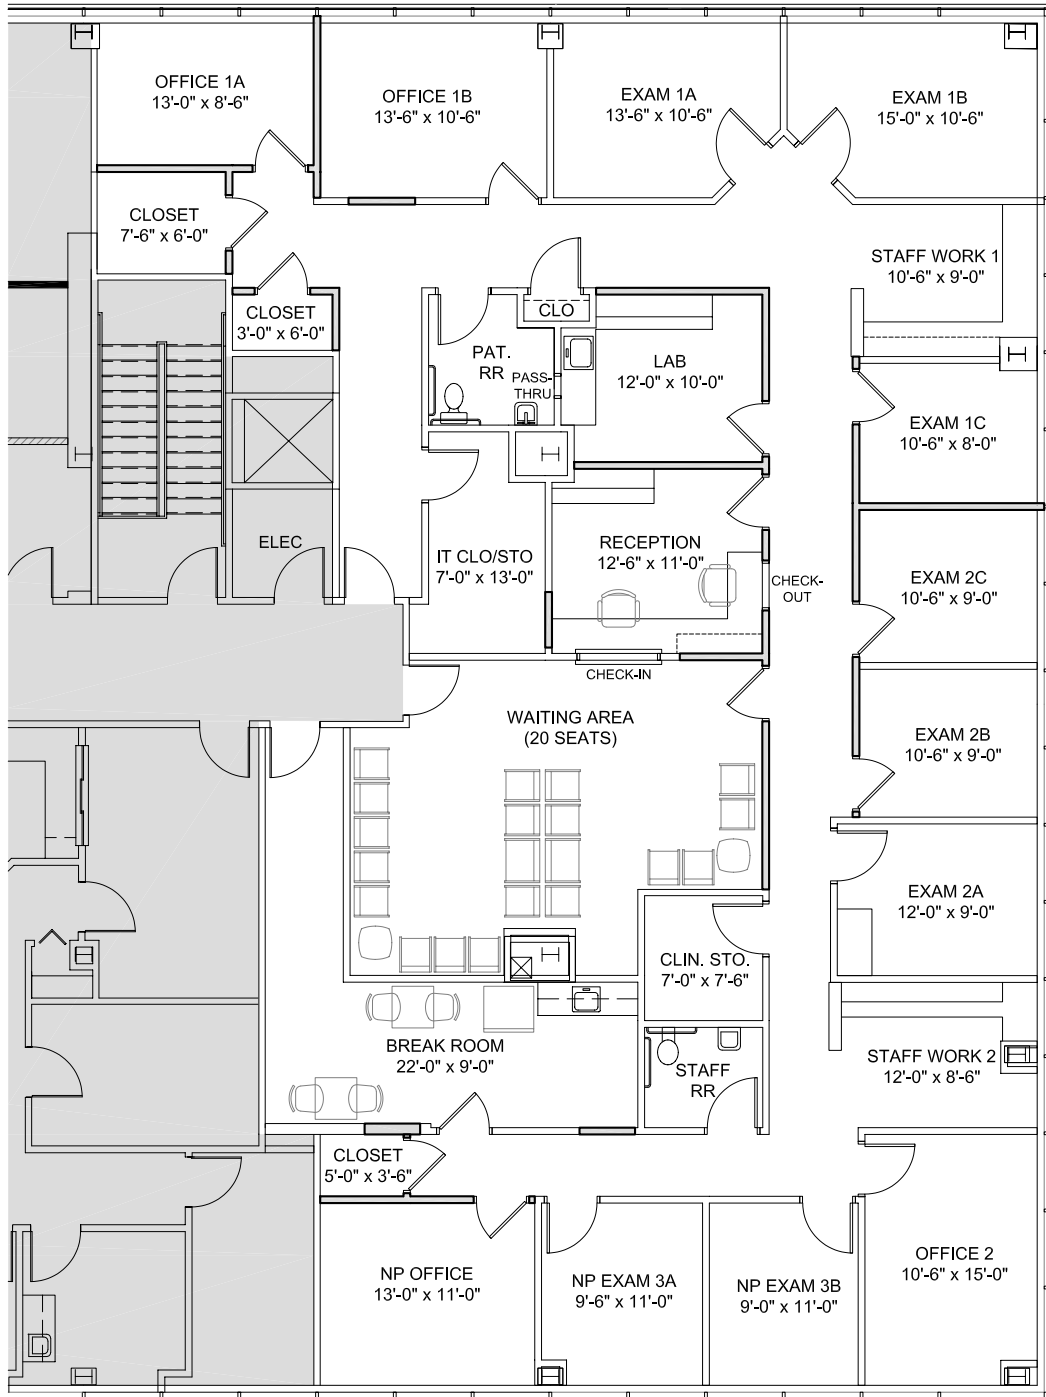 OFFICE 1A
13'-0" x 8'-6"
OFFICE 1B
13'-6" x 10'-6"
EXAM 1A
13'-6" x 10'-6"
EXAM 1B
15'-0" x 10'-6"
CLOSET
7'-6" x 6'-0"
STAFF WORK 1
10'-6" x 9'-0"
CLOSET
3'-0" x 6'-0"
CLO
PAT.
RR
PASS-
THRU
LAB
12'-0" x 10'-0"
EXAM 1C
10'-6" x 8'-0"
ELEC
IT CLO/STO
7'-0" x 13'-0"
RECEPTION
12'-6" x 11'-0"
CHECK-
OUT
EXAM 2C
10'-6" x 9'-0"
CHECK-IN
WAITING AREA
(20 SEATS)
EXAM 2B
10'-6" x 9'-0"
EXAM 2A
12'-0" x 9'-0"
CLIN. STO.
7'-0" x 7'-6"
BREAK ROOM
22'-0" x 9'-0"
STAFF
RR
STAFF WORK 2
12'-0" x 8'-6"
CLOSET
5'-0" x 3'-6"
NP OFFICE
13'-0" x 11'-0"
NP EXAM 3A
9'-6" x 11'-0"
NP EXAM 3B
9'-0" x 11'-0"
OFFICE 2
10'-6" x 15'-0"